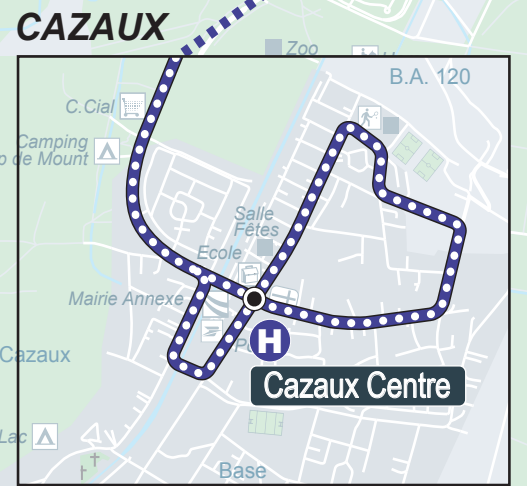 CAZAUX
Zoo
B.A. 120
C.Cial
Camping
de Mount
Salle
Fêtes
Ecole
Mairie Annexe
H
Cazaux
Cazaux Centre
Lac
Base